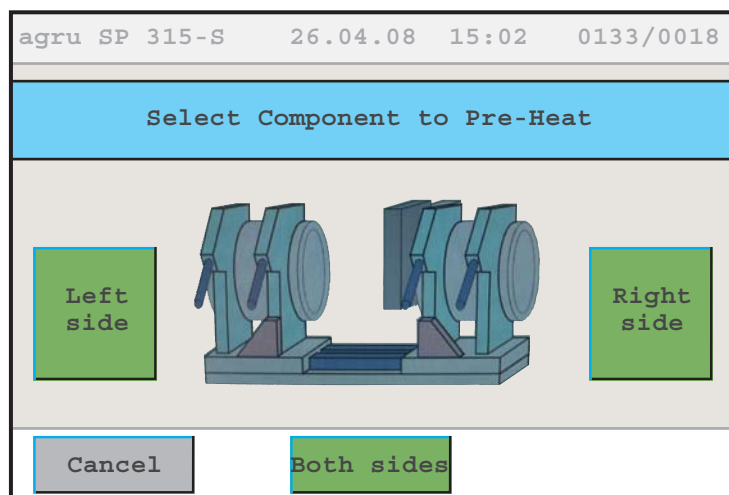 agru SP 315-S 26.04.08 15:02 0133/0018
Select Component to Pre-Heat
Left
side
Right
side
Cancel
Both sides